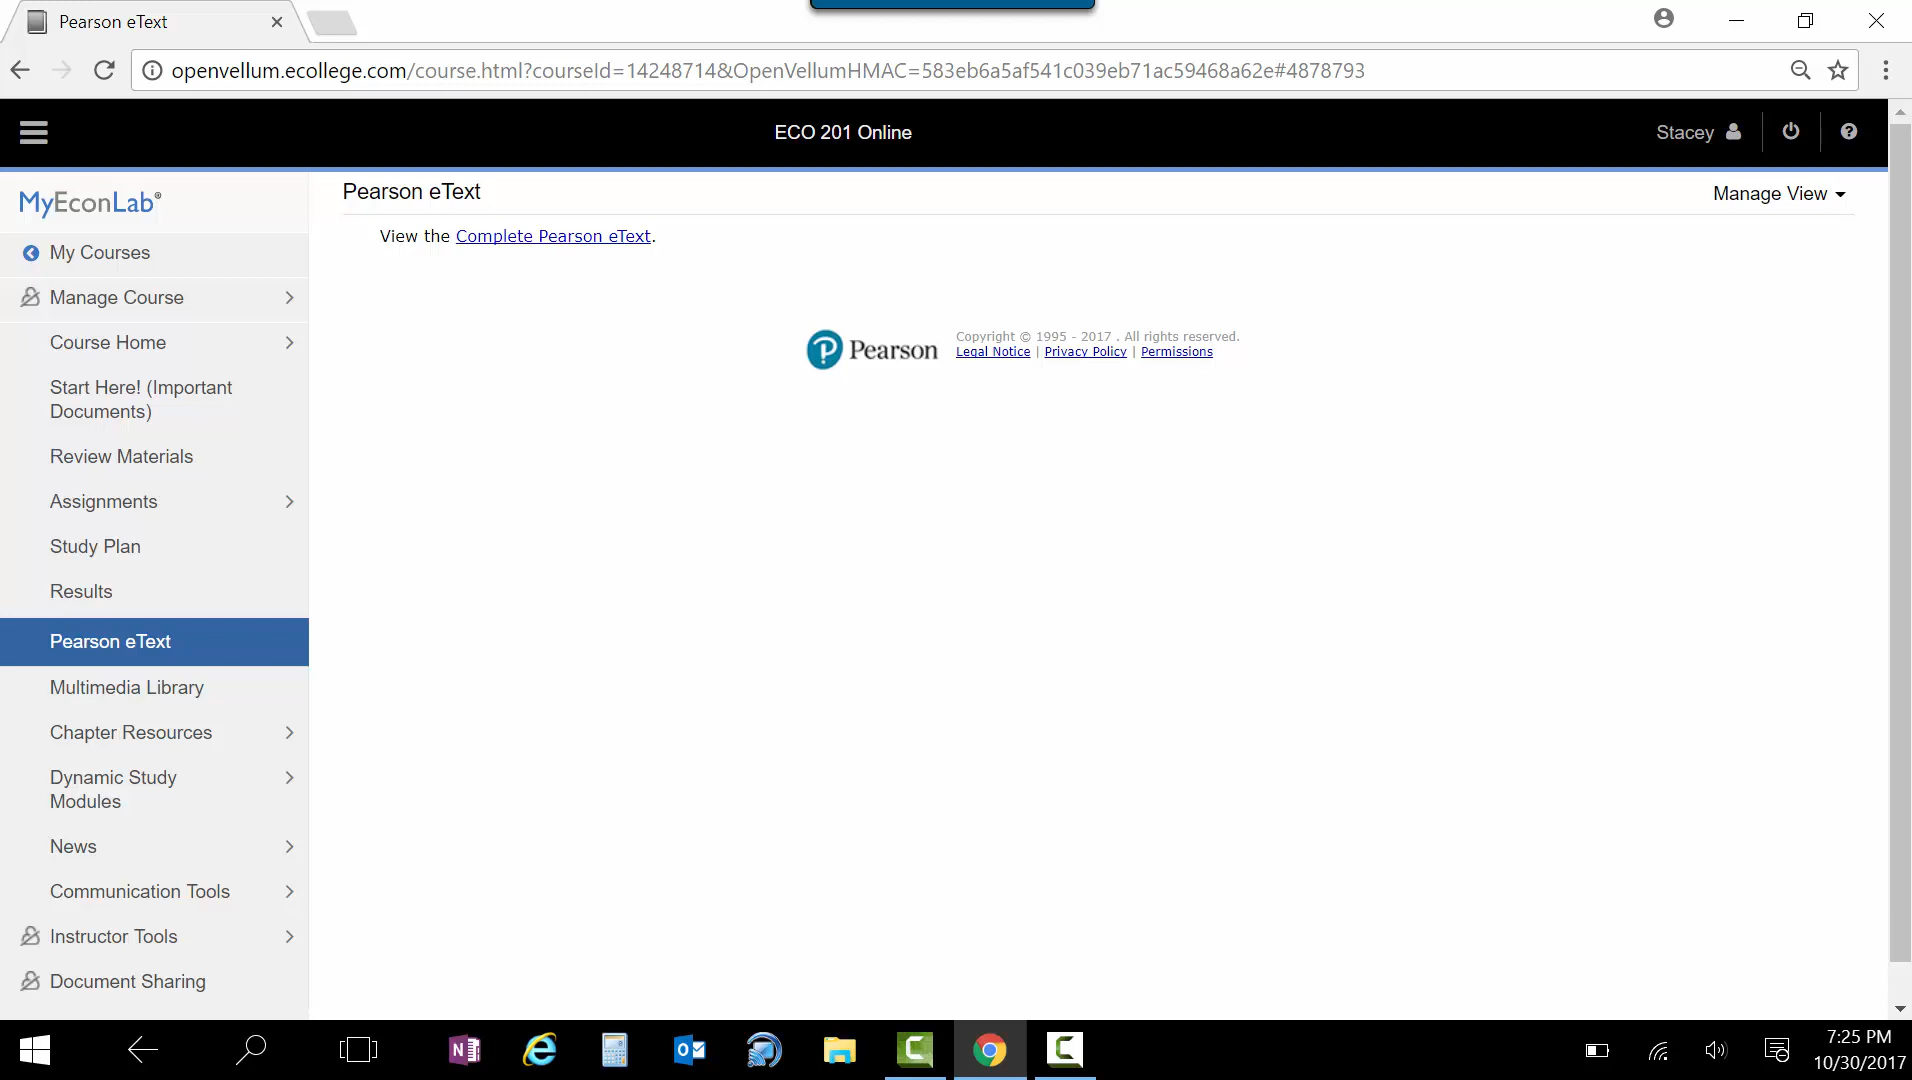 Pearson eText
openvellum.ecollege.com/course.html?courseId=14248714&OpenVellumHMAC=583eb6a5af541c039eb71ac59468a62e#4878793
ECO 201 Online
Stacey
MyEconLab®
Pearson eText
Manage View
View the Complete Pearson eText.
My Courses
Manage Course
Course Home
Start Here! (Important
Documents)
Review Materials
Assignments
Study Plan
Results
Pearson eText
Multimedia Library
Chapter Resources
Dynamic Study
Modules
News
Communication Tools
Instructor Tools
Document Sharing
Pearson
Copyright © 1995 - 2017 . All rights reserved.
Legal Notice | Privacy Policy | Permissions
7:25 PM
10/30/2017